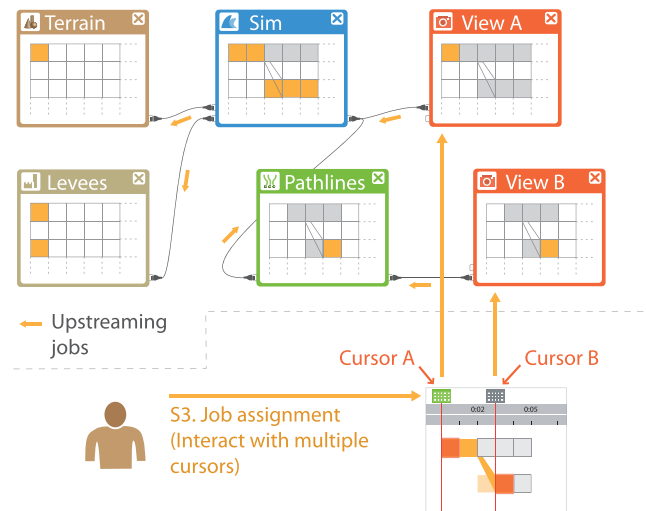 Terrain
Sim
View A
Levees
Pathlines
View B
Upstreaming
jobs
Cursor A
Cursor B
S3. Job assignment
(Interact with multiple
cursors)
0:02
0:05